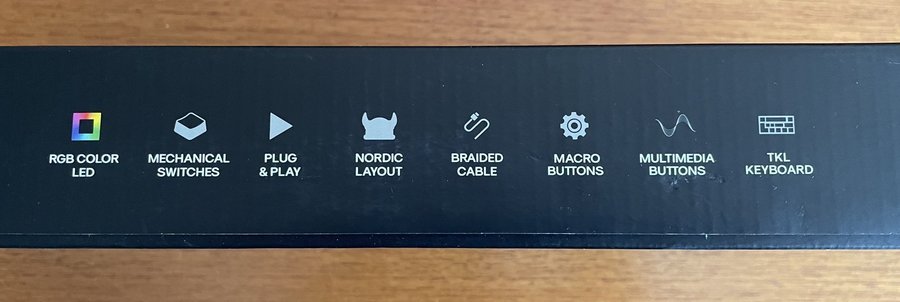 RGB COLOR
LED
MECHANICAL
SWITCHES
PLUG
& PLAY
NORDIC
LAYOUT
BRAIDED
CABLE
MACRO
BUTTONS
MULTIMEDIA
BUTTONS
TKL
KEYBOARD